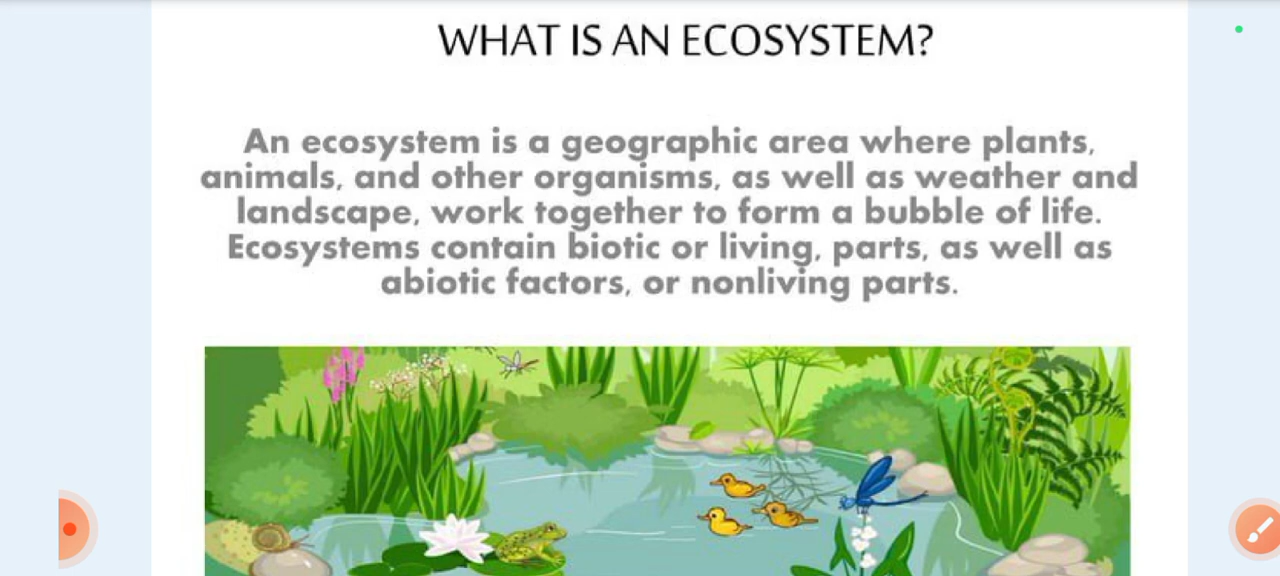 WHAT IS AN ECOSYSTEM?
An ecosystem is a geographic area where plants,
animals, and other organisms, as well as weather and
landscape, work together to form a bubble of life.
Ecosystems contain biotic or living, parts, as well as
abiotic factors, or nonliving parts.